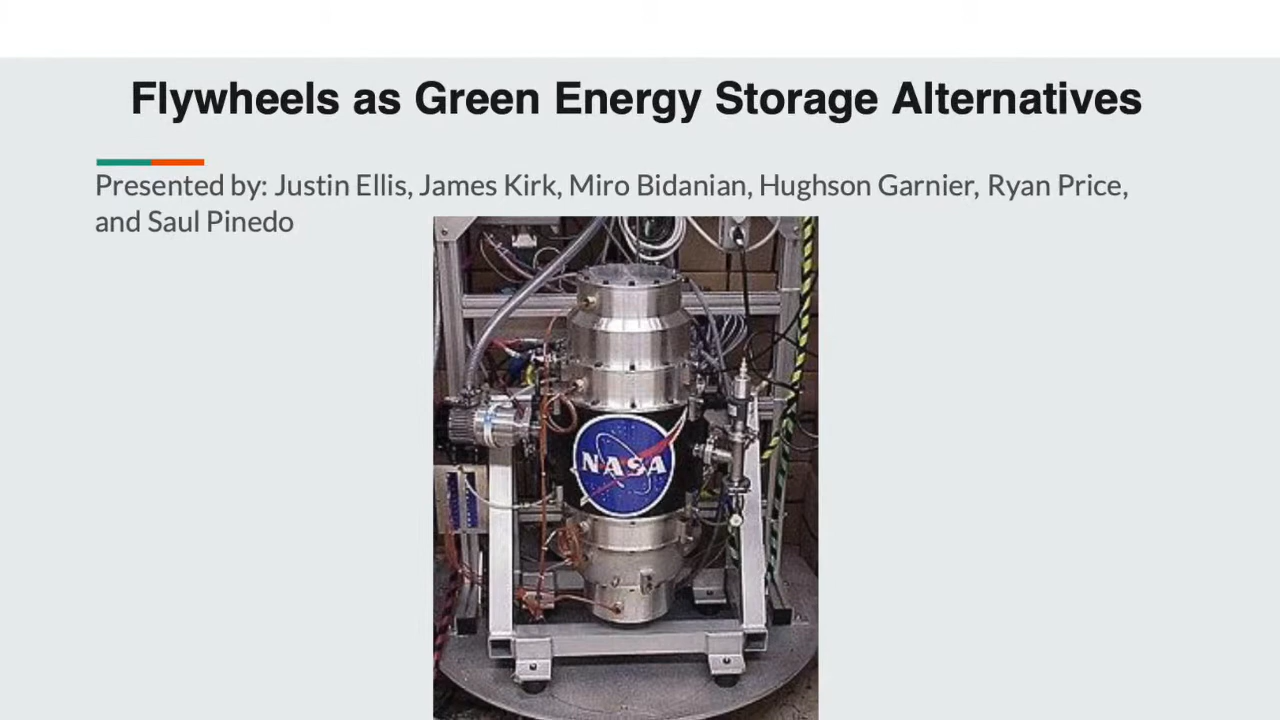 Flywheels as Green Energy Storage Alternatives
Presented by: Justin Ellis, James Kirk, Miro Bidanian, Hughson Garnier, Ryan Price,
and Saul Pinedo
NASA